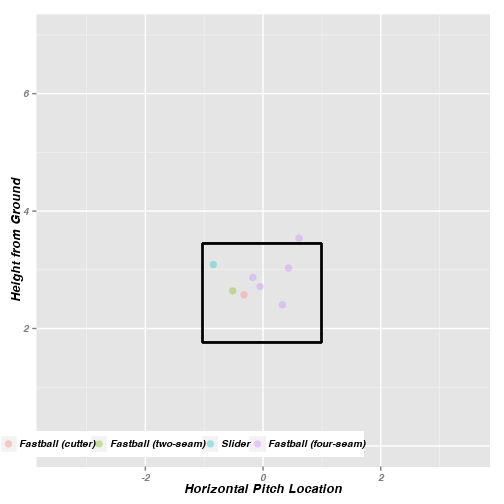 6
4
2
Height from Ground
Fastball (cutter) Fastball (two-seam) Slider Fastball (four-seam)
-2 0 2
Horizontal Pitch Location